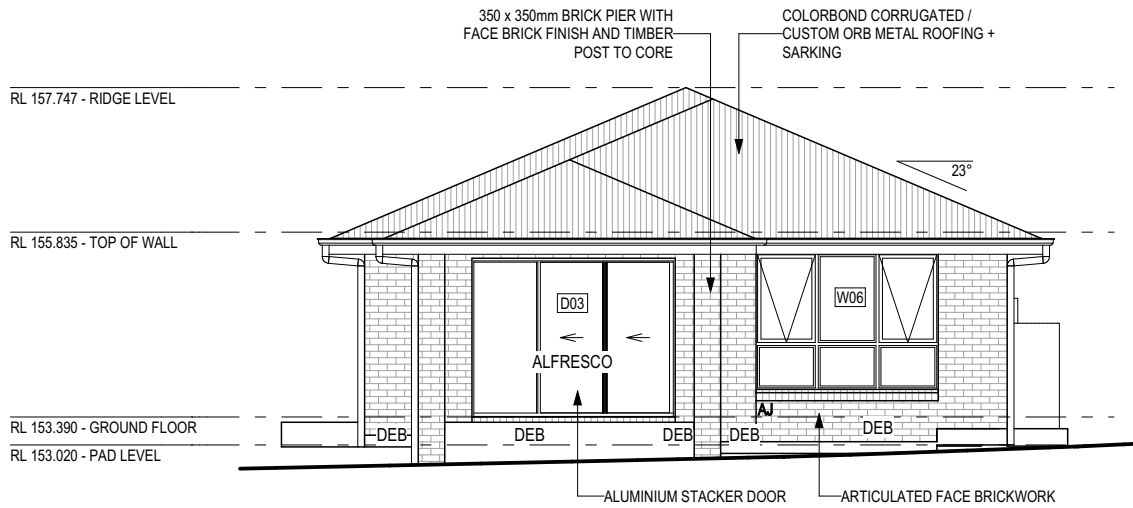 350 x 350mm BRICK PIER WITH
FACE BRICK FINISH AND TIMBER
POST TO CORE
COLORBOND CORRUGATED /
CUSTOM ORB METAL ROOFING +
SARKING
RL 157.747 - RIDGE LEVEL
23°
RL 155.835 - TOP OF WALL
D03
W06
ALFRESCO
AJ
RL 153.390 - GROUND FLOOR
DEB
DEB
DEB
DEB
DEB
RL 153.020 - PAD LEVEL
ALUMINIUM STACKER DOOR
ARTICULATED FACE BRICKWORK